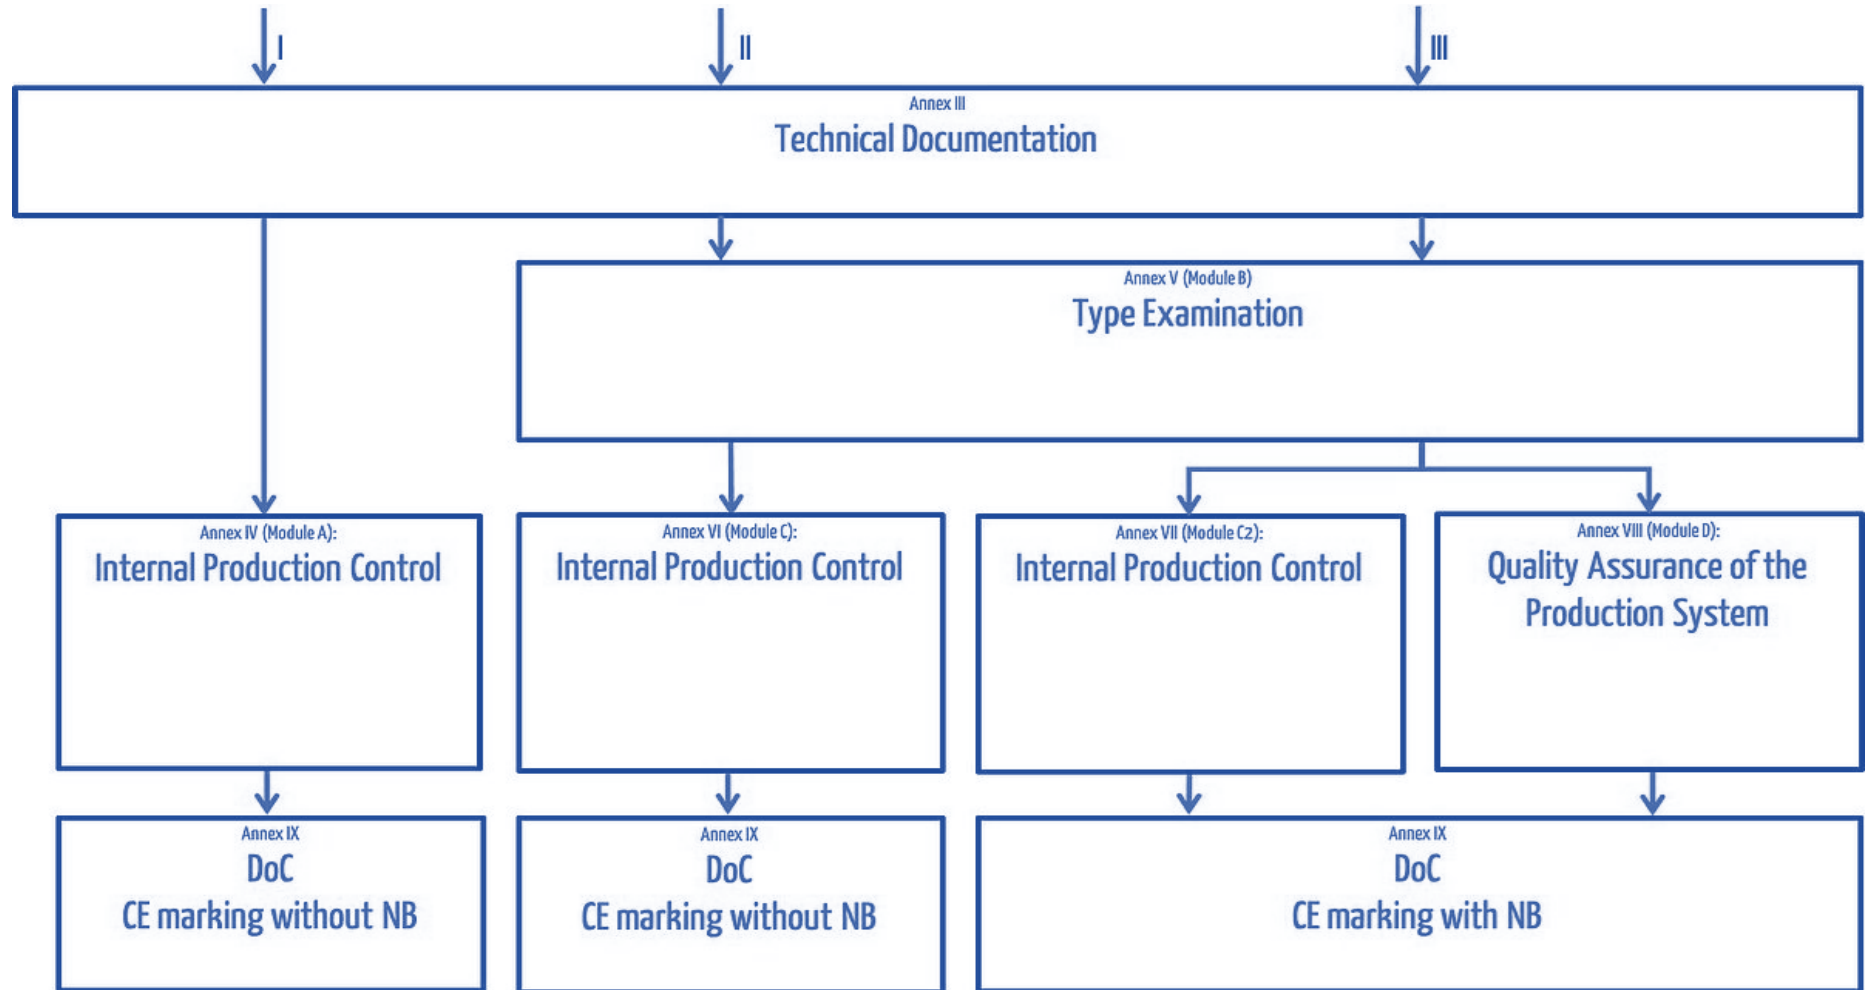 I
II
III
Annex III
Technical Documentation
Annex V (Module B)
Type Examination
Annex IV (Module A):
Internal Production Control
Annex VI (Module C):
Internal Production Control
Annex VII (Module C2):
Internal Production Control
Annex VIII (Module D):
Quality Assurance of the
Production System
Annex IX
DoC
CE marking without NB
Annex IX
DoC
CE marking without NB
Annex IX
DoC
CE marking with NB